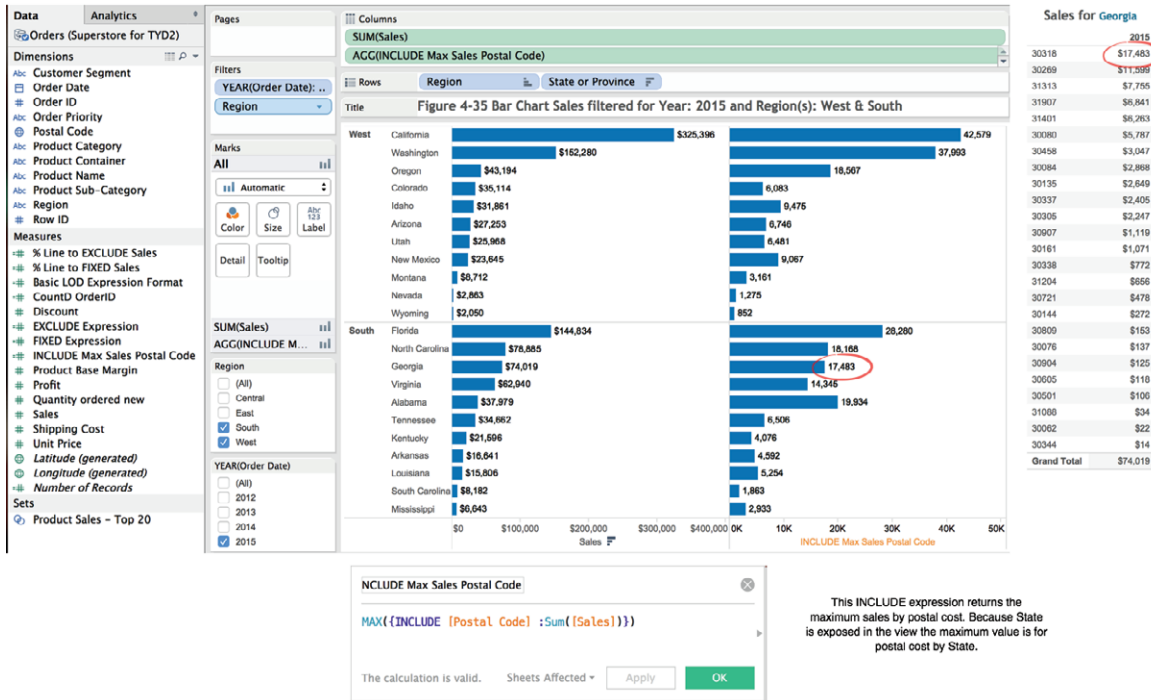 Data
Analytics
Orders (Superstore for TYD2)
Dimensions
Abc Customer Segment
Order Date
# Order ID
Abc Order Priority
Postal Code
Abc Product Category
Abc Product Container
Abc Product Name
Abc Product Sub-Category
Abc Region
# Row ID
Measures
=# % Line to EXCLUDE Sales
=# % Line to FIXED Sales
=# Basic LOD Expression Format
=# CountD OrderID
# Discount
=# EXCLUDE Expression
=# FIXED Expression
=# INCLUDE Max Sales Postal Code
# Product Base Margin
# Profit
# Quantity ordered new
# Sales
# Shipping Cost
# Unit Price
Latitude (generated)
Longitude (generated)
=# Number of Records
Sets
Product Sales - Top 20
Pages
Filters
YEAR(Order Date): ..
Region
Marks
All
Automatic
Color
Size
Abc
123
Label
Detail
Tooltip
SUM(Sales)
AGG(INCLUDE M...
Region
(All)
Central
East
South
West
YEAR(Order Date)
(All)
2012
2013
2014
2015
Columns
SUM(Sales)
AGG(INCLUDE Max Sales Postal Code)
Rows
Region
State or Province
Title
Figure 4-35 Bar Chart Sales filtered for Year: 2015 and Region(s): West & South
West California $325,396 42,579
Washington $152,280 37,993
Oregon $43,194 18,567
Colorado $35,114 6,083
Idaho $31,861 9,475
Arizona $27,253 6,746
Utah $25,968 6,481
New Mexico $23,645 9,067
Montana $6,712 3,161
Nevada $2,863 1,275
Wyoming $2,050 852
South Florida $144,834 28,280
North Carolina $78,885 18,168
Georgia $74,019 17,483
Virginia $62,940 14,345
Alabama $37,979 19,934
Tennessee $34,662 6,506
Kentucky $21,596 4,076
Arkansas $16,641 4,592
Louisiana $15,806 5,254
South Carolina $8,182 1,863
Mississippi $6,643 2,933
$0 $100,000 $200,000 $300,000 $400,000 0K 10K 20K 30K 40K 50K
Sales
INCLUDE Max Sales Postal Code
Sales for Georgia
2015
30318 $17,483
30269 $11,599
31313 $7,755
31907 $6,841
31401 $6,263
30080 $5,787
30458 $3,047
30084 $2,868
30135 $2,649
30337 $2,405
30305 $2,247
30907 $1,119
30161 $1,071
30338 $772
31204 $656
30721 $478
30144 $272
30809 $153
30076 $137
30904 $125
30605 $118
30501 $106
31088 $34
30062 $22
30344 $14
Grand Total $74,019
NCLUDE Max Sales Postal Code
MAX({INCLUDE [Postal Code] :Sum([Sales])})
The calculation is valid.
Sheets Affected
Apply
OK
This INCLUDE expression returns the
maximum sales by postal cost. Because State
is exposed in the view the maximum value is for
postal cost by State.